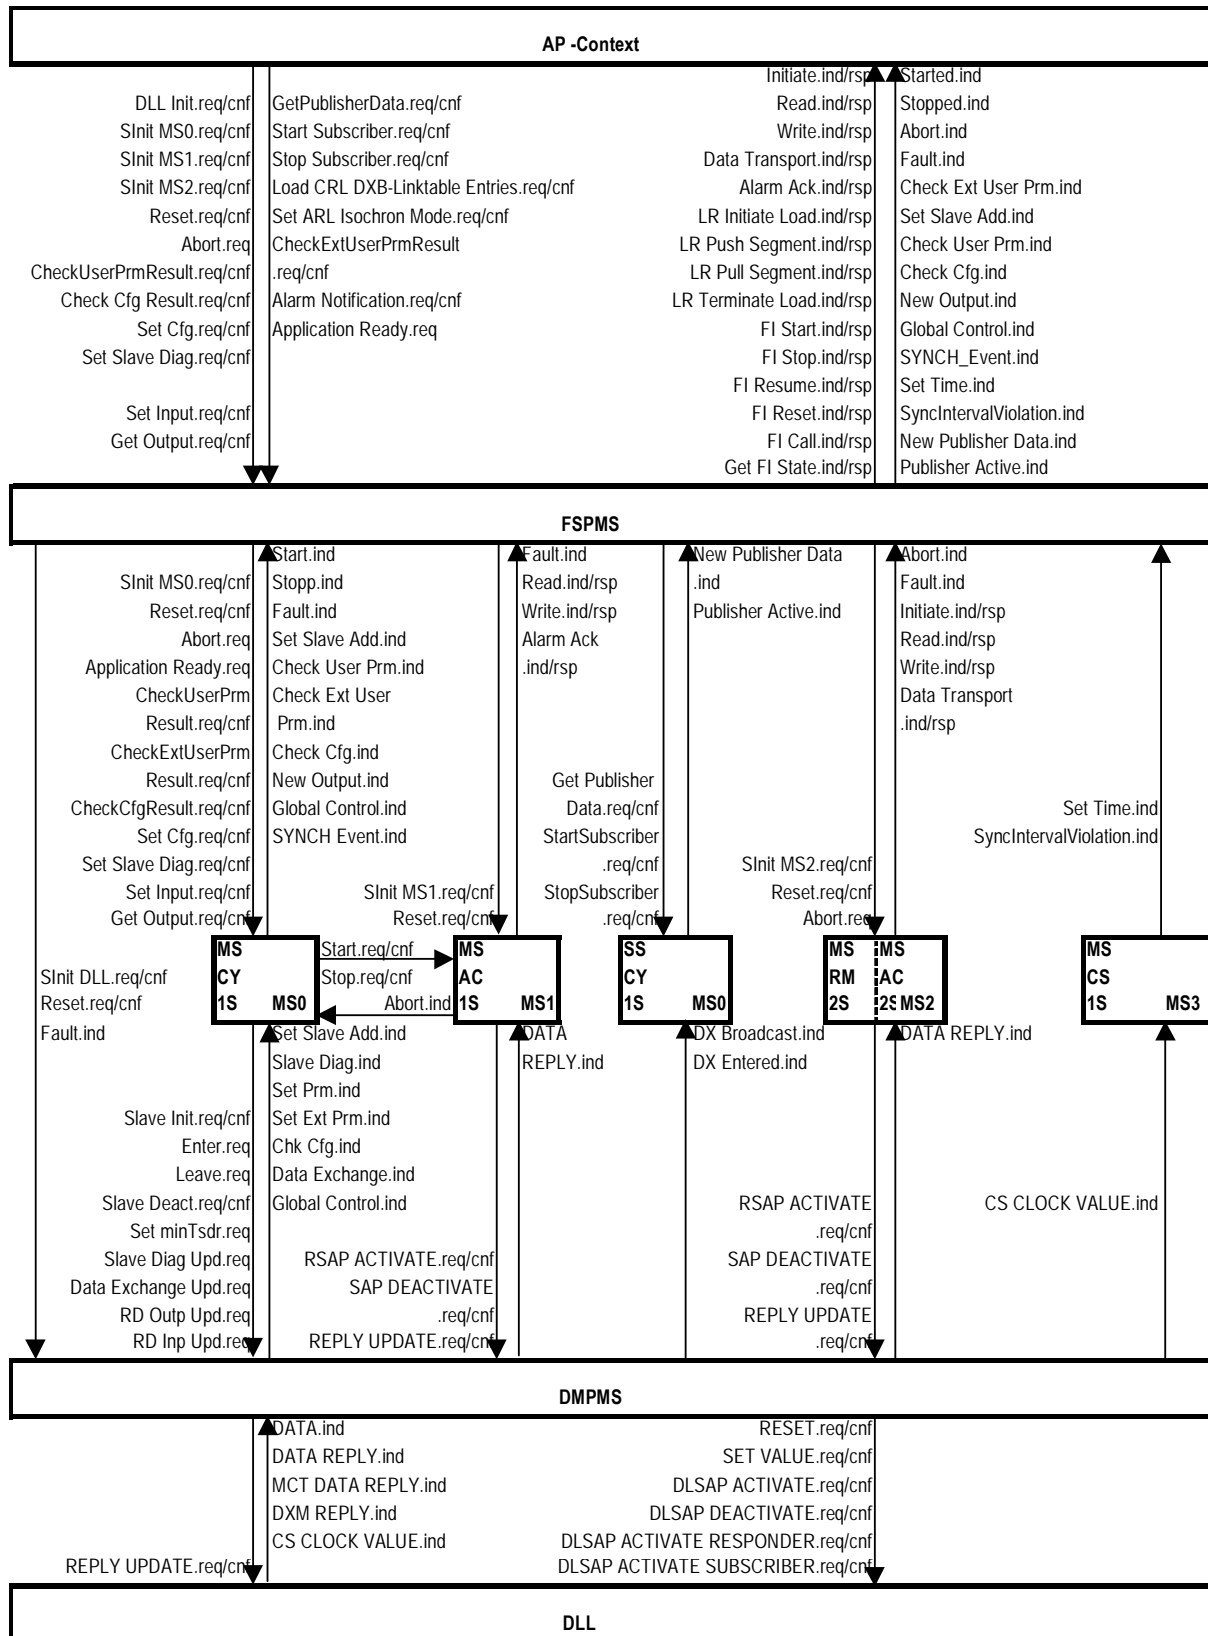 AP -Context
DLL Init.req/cnf
SInit MS0.req/cnf
SInit MS1.req/cnf
SInit MS2.req/cnf
Reset.req/cnf
Abort.req
CheckUserPrmResult.req/cnf
Check Cfg Result.req/cnf
Set Cfg.req/cnf
Set Slave Diag.req/cnf
Set Input.req/cnf
Get Output.req/cnf
GetPublisherData.req/cnf
Start Subscriber.req/cnf
Stop Subscriber.req/cnf
Load CRL DXB-Linktable Entries.req/cnf
Set ARL Isochron Mode.req/cnf
CheckExtUserPrmResult
.req/cnf
Alarm Notification.req/cnf
Application Ready.req
Initiate.ind/rsp
Read.ind/rsp
Write.ind/rsp
Data Transport.ind/rsp
Alarm Ack.ind/rsp
LR Initiate Load.ind/rsp
LR Push Segment.ind/rsp
LR Pull Segment.ind/rsp
LR Terminate Load.ind/rsp
FI Start.ind/rsp
FI Stop.ind/rsp
FI Resume.ind/rsp
FI Reset.ind/rsp
FI Call.ind/rsp
Get FI State.ind/rsp
Started.ind
Stopped.ind
Abort.ind
Fault.ind
Check Ext User Prm.ind
Set Slave Add.ind
Check User Prm.ind
Check Cfg.ind
New Output.ind
Global Control.ind
SYNCH_Event.ind
Set Time.ind
SyncIntervalViolation.ind
New Publisher Data.ind
Publisher Active.ind
FSPMS
SInit MS0.req/cnf
Reset.req/cnf
Abort.req
Application Ready.req
CheckUserPrm
Result.req/cnf
CheckExtUserPrm
Result.req/cnf
CheckCfgResult.req/cnf
Set Cfg.req/cnf
Set Slave Diag.req/cnf
Set Input.req/cnf
Get Output.req/cnf
Start.ind
Stopp.ind
Fault.ind
Set Slave Add.ind
Check User Prm.ind
Check Ext User
Prm.ind
Check Cfg.ind
New Output.ind
Global Control.ind
SYNCH Event.ind
SInit MS1.req/cnf
Reset.req/cnf
Fault.ind
Read.ind/rsp
Write.ind/rsp
Alarm Ack
.ind/rsp
Get Publisher
Data.req/cnf
StartSubscriber
.req/cnf
StopSubscriber
.req/cnf
New Publisher Data
.ind
Publisher Active.ind
SInit MS2.req/cnf
Reset.req/cnf
Abort.req
Abort.ind
Fault.ind
Initiate.ind/rsp
Read.ind/rsp
Write.ind/rsp
Data Transport
.ind/rsp
Set Time.ind
SyncIntervalViolation.ind
SInit DLL.req/cnf
Reset.req/cnf
Fault.ind
MS
CY
1S MS0
Start.req/cnf
Stop.req/cnf
Abort.ind
MS
AC
1S MS1
SS
CY
1S MS0
MS MS
RM AC
2S 2S MS2
MS
CS
1S MS3
Slave Init.req/cnf
Enter.req
Leave.req
Slave Deact.req/cnf
Set minTsdr.req
Slave Diag Upd.req
Data Exchange Upd.req
RD Outp Upd.req
RD Inp Upd.req
Set Slave Add.ind
Slave Diag.ind
Set Prm.ind
Set Ext Prm.ind
Chk Cfg.ind
Data Exchange.ind
Global Control.ind
RSAP ACTIVATE.req/cnf
SAP DEACTIVATE
.req/cnf
REPLY UPDATE.req/cnf
DATA
REPLY.ind
DX Broadcast.ind
DX Entered.ind
RSAP ACTIVATE
.req/cnf
SAP DEACTIVATE
.req/cnf
REPLY UPDATE
.req/cnf
DATA REPLY.ind
CS CLOCK VALUE.ind
DMPMS
REPLY UPDATE.req/cnf
DATA.ind
DATA REPLY.ind
MCT DATA REPLY.ind
DXM REPLY.ind
CS CLOCK VALUE.ind
RESET.req/cnf
SET VALUE.req/cnf
DLSAP ACTIVATE.req/cnf
DLSAP DEACTIVATE.req/cnf
DLSAP ACTIVATE RESPONDER.req/cnf
DLSAP ACTIVATE SUBSCRIBER.req/cnf
DLL